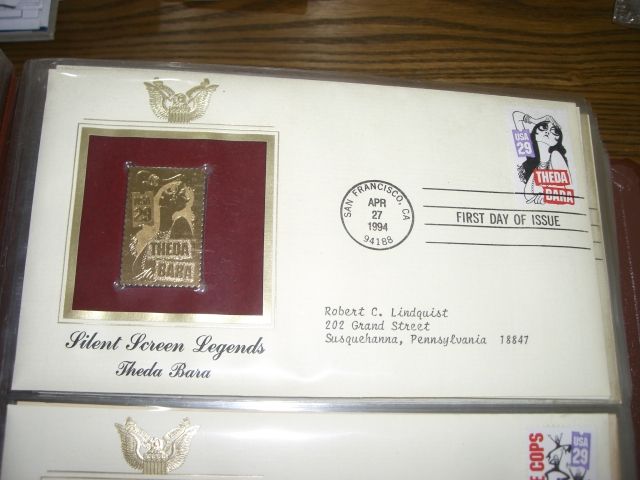 USA
29
THEDA
BARA
USA
29
THEDA
BARA
SAN FRANCISCO, CA
APR
27
1994
94188
FIRST DAY OF ISSUE
Robert C. Lindquist
202 Grand Street
Susquehanna, Pennsylvania 18847
Silent Screen Legends
Theda Bara
COPS
USA
29